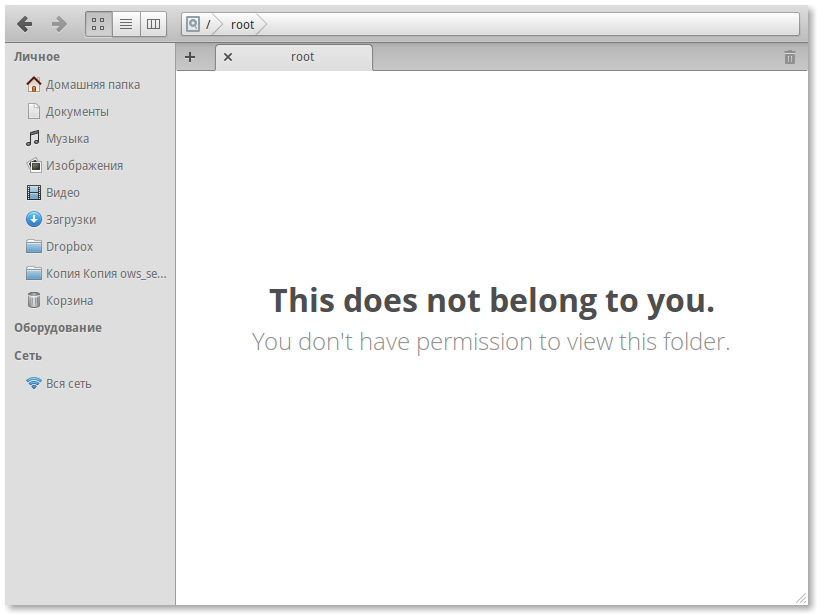 / root
root
Личное
Домашняя папка
Документы
Музыка
Изображения
Видео
Загрузки
Dropbox
Копия Копия ows_se...
Корзина
Оборудование
Сеть
Вся сеть
This does not belong to you.
You don't have permission to view this folder.